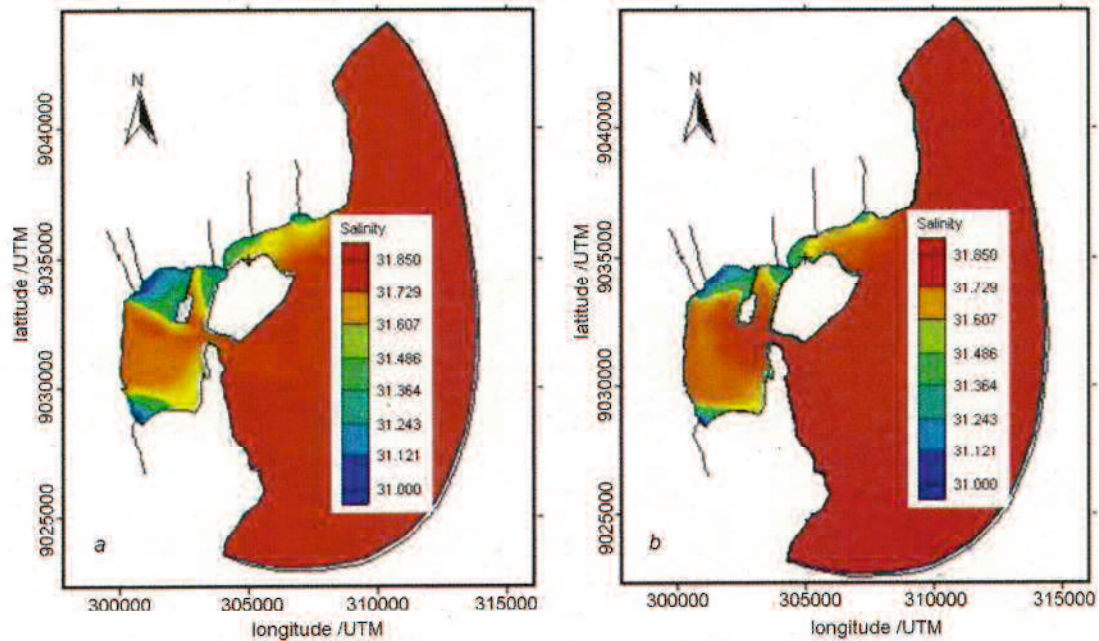 N
latitude /UTM
9040000
9035000
9030000
9025000
Salinity
31.850
31.729
31.607
31.486
31.364
31.243
31.121
31.000
a
300000 305000 310000 315000
longitude /UTM
N
latitude /UTM
9040000
9035000
9030000
9025000
Salinity
31.850
31.729
31.607
31.486
31.364
31.243
31.121
31.000
b
300000 305000 310000 315000
longitude /UTM